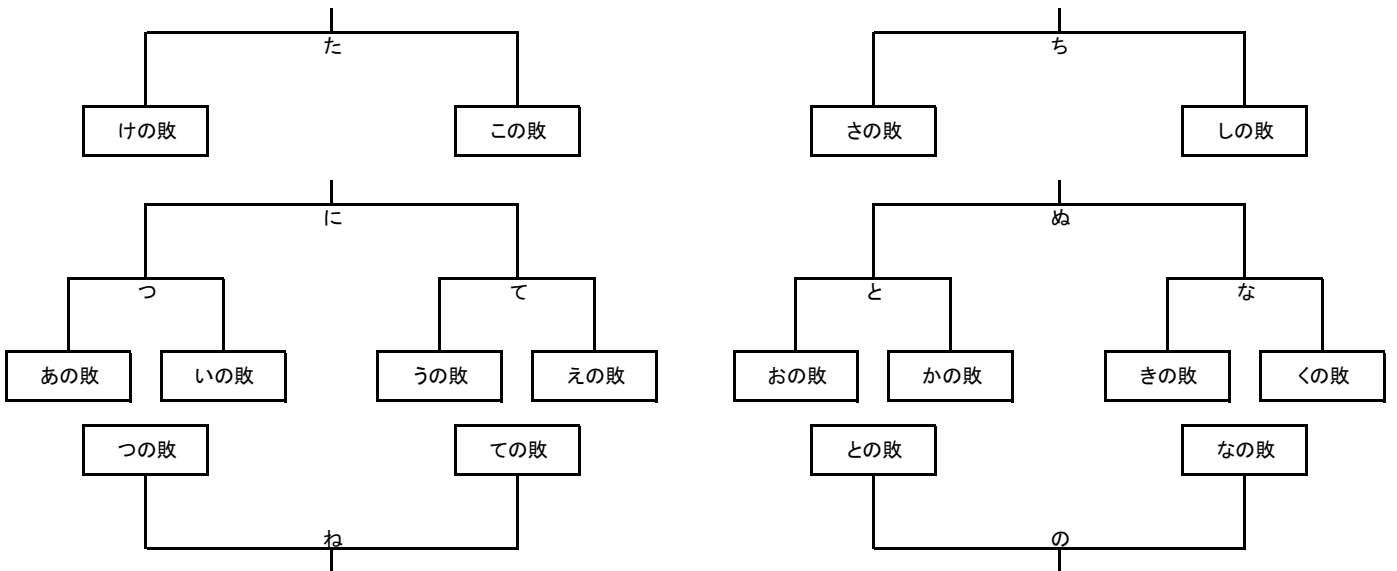 た ち
けの敗 この敗 さの敗 しの敗
に ぬ
つ て と な
あの敗 いの敗 うの敗 えの敗 おの敗 かの敗 きの敗 くの敗
つの敗 ての敗 との敗 なの敗
ね の